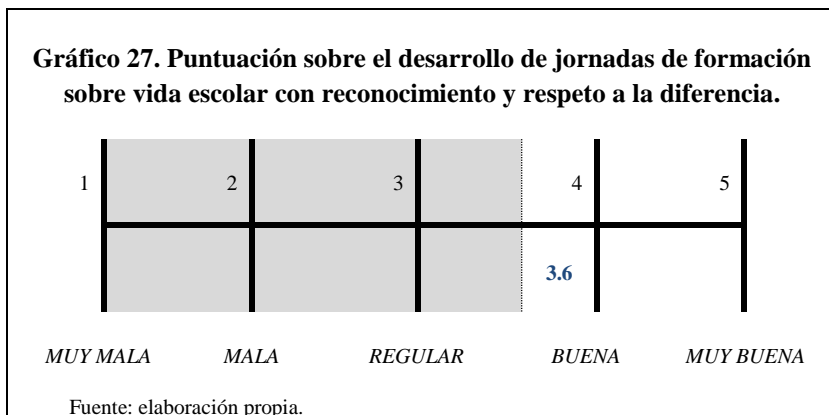 Gráfico 27. Puntuación sobre el desarrollo de jornadas de formación
sobre vida escolar con reconocimiento y respeto a la diferencia.
1 2 3 4 5
3.6
MUY MALA MALA REGULAR BUENA MUY BUENA
Fuente: elaboración propia.